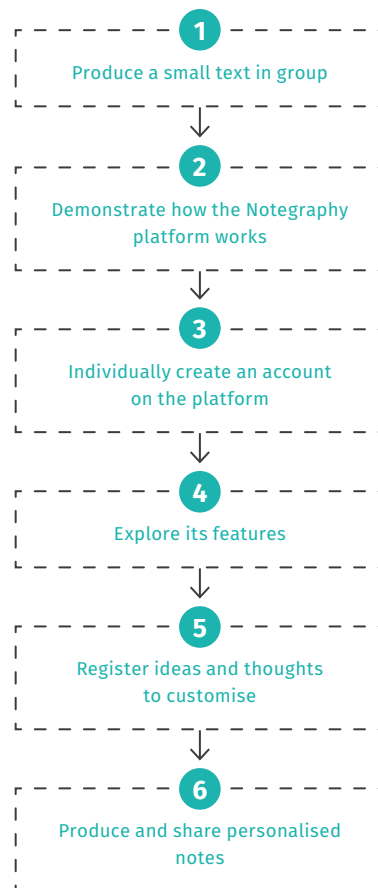 1
Produce a small text in group
2
Demonstrate how the Notegraphy
platform works
3
Individually create an account
on the platform
4
Explore its features
5
Register ideas and thoughts
to customise
6
Produce and share personalised
notes